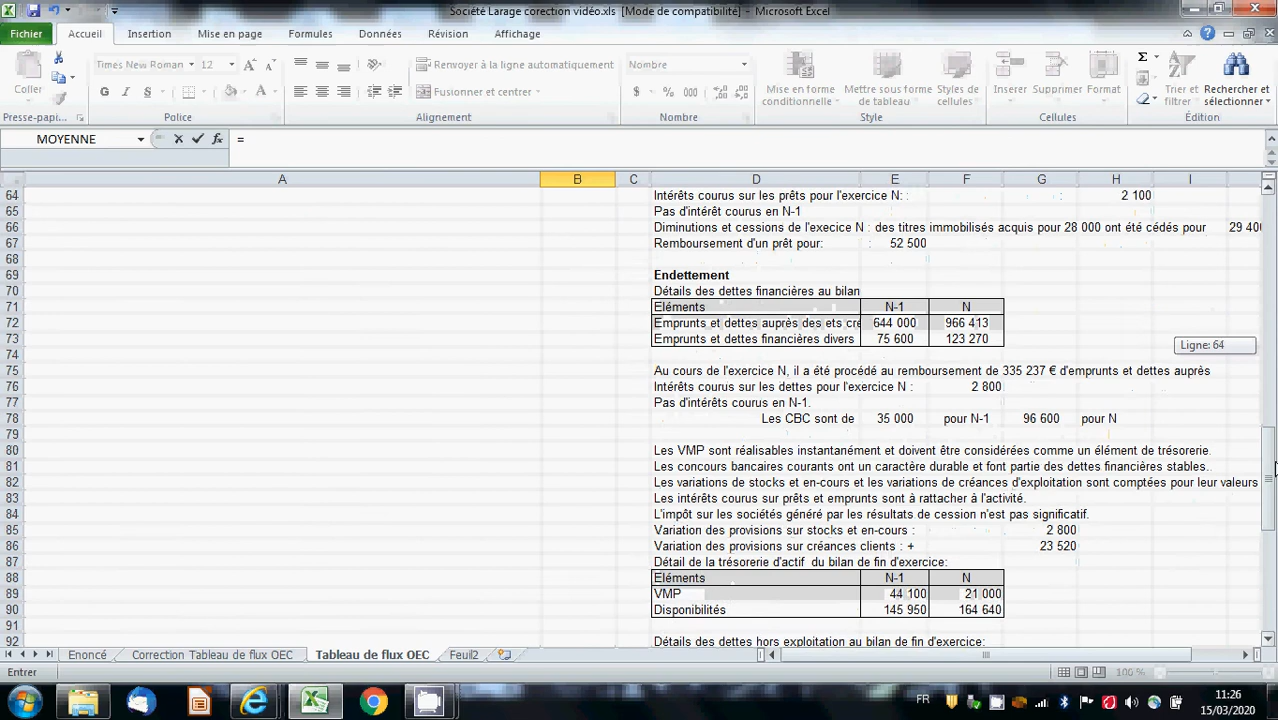 Société Larage corection vidéo.xls [Mode de compatibilité] - Microsoft Excel
Fichier Accueil Insertion Mise en page Formules Données Révision Affichage
Times New Roman 12 Renvoyer à la ligne automatiquement Nombre
Coller
G I S Fusionner et centrer $ % 000
Mise en forme conditionnelle Mettre sous forme de tableau Styles de cellules Insérer Supprimer Format Trier et filtrer Rechercher et sélectionner
Presse-papi... Police Alignement Nombre Style Cellules Édition
MOYENNE fx =
A B C D E F G H I
64 Intérêts courus sur les prêts pour l'exercice N: : : 2 100
65 Pas d'intérêt courus en N-1
66 Diminutions et cessions de l'execice N : des titres immobilisés acquis pour 28 000 ont été cédés pour 29 400
67 Remboursement d'un prêt pour: : 52 500
68
69 Endettement
70 Détails des dettes financières au bilan
71 Eléments N-1 N
72 Emprunts et dettes auprès des ets cré 644 000 966 413
73 Emprunts et dettes financières divers 75 600 123 270
Ligne: 64
74
75 Au cours de l'exercice N, il a été procédé au remboursement de 335 237 € d'emprunts et dettes auprès
76 Intérêts courus sur les dettes pour l'exercice N : 2 800
77 Pas d'intérêts courus en N-1.
78 Les CBC sont de 35 000 pour N-1 96 600 pour N
79
80 Les VMP sont réalisables instantanément et doivent être considérées comme un élément de trésorerie.
81 Les concours bancaires courants ont un caractère durable et font partie des dettes financières stables.
82 Les variations de stocks et en-cours et les variations de créances d'exploitation sont comptées pour leur valeurs
83 Les intérêts courus sur prêts et emprunts sont à rattacher à l'activité.
84 L'impôt sur les sociétés généré par les résultats de cession n'est pas significatif.
85 Variation des provisions sur stocks et en-cours : 2 800
86 Variation des provisions sur créances clients : + 23 520
87 Détail de la trésorerie d'actif du bilan de fin d'exercice:
88 Eléments N-1 N
89 VMP 44 100 21 000
90 Disponibilités 145 950 164 640
91
92 Détails des dettes hors exploitation au bilan de fin d'exercice:
Enoncé Correction Tableau de flux OEC Tableau de flux OEC Feuil2
Entrer 100 %
FR 11:26
15/03/2020